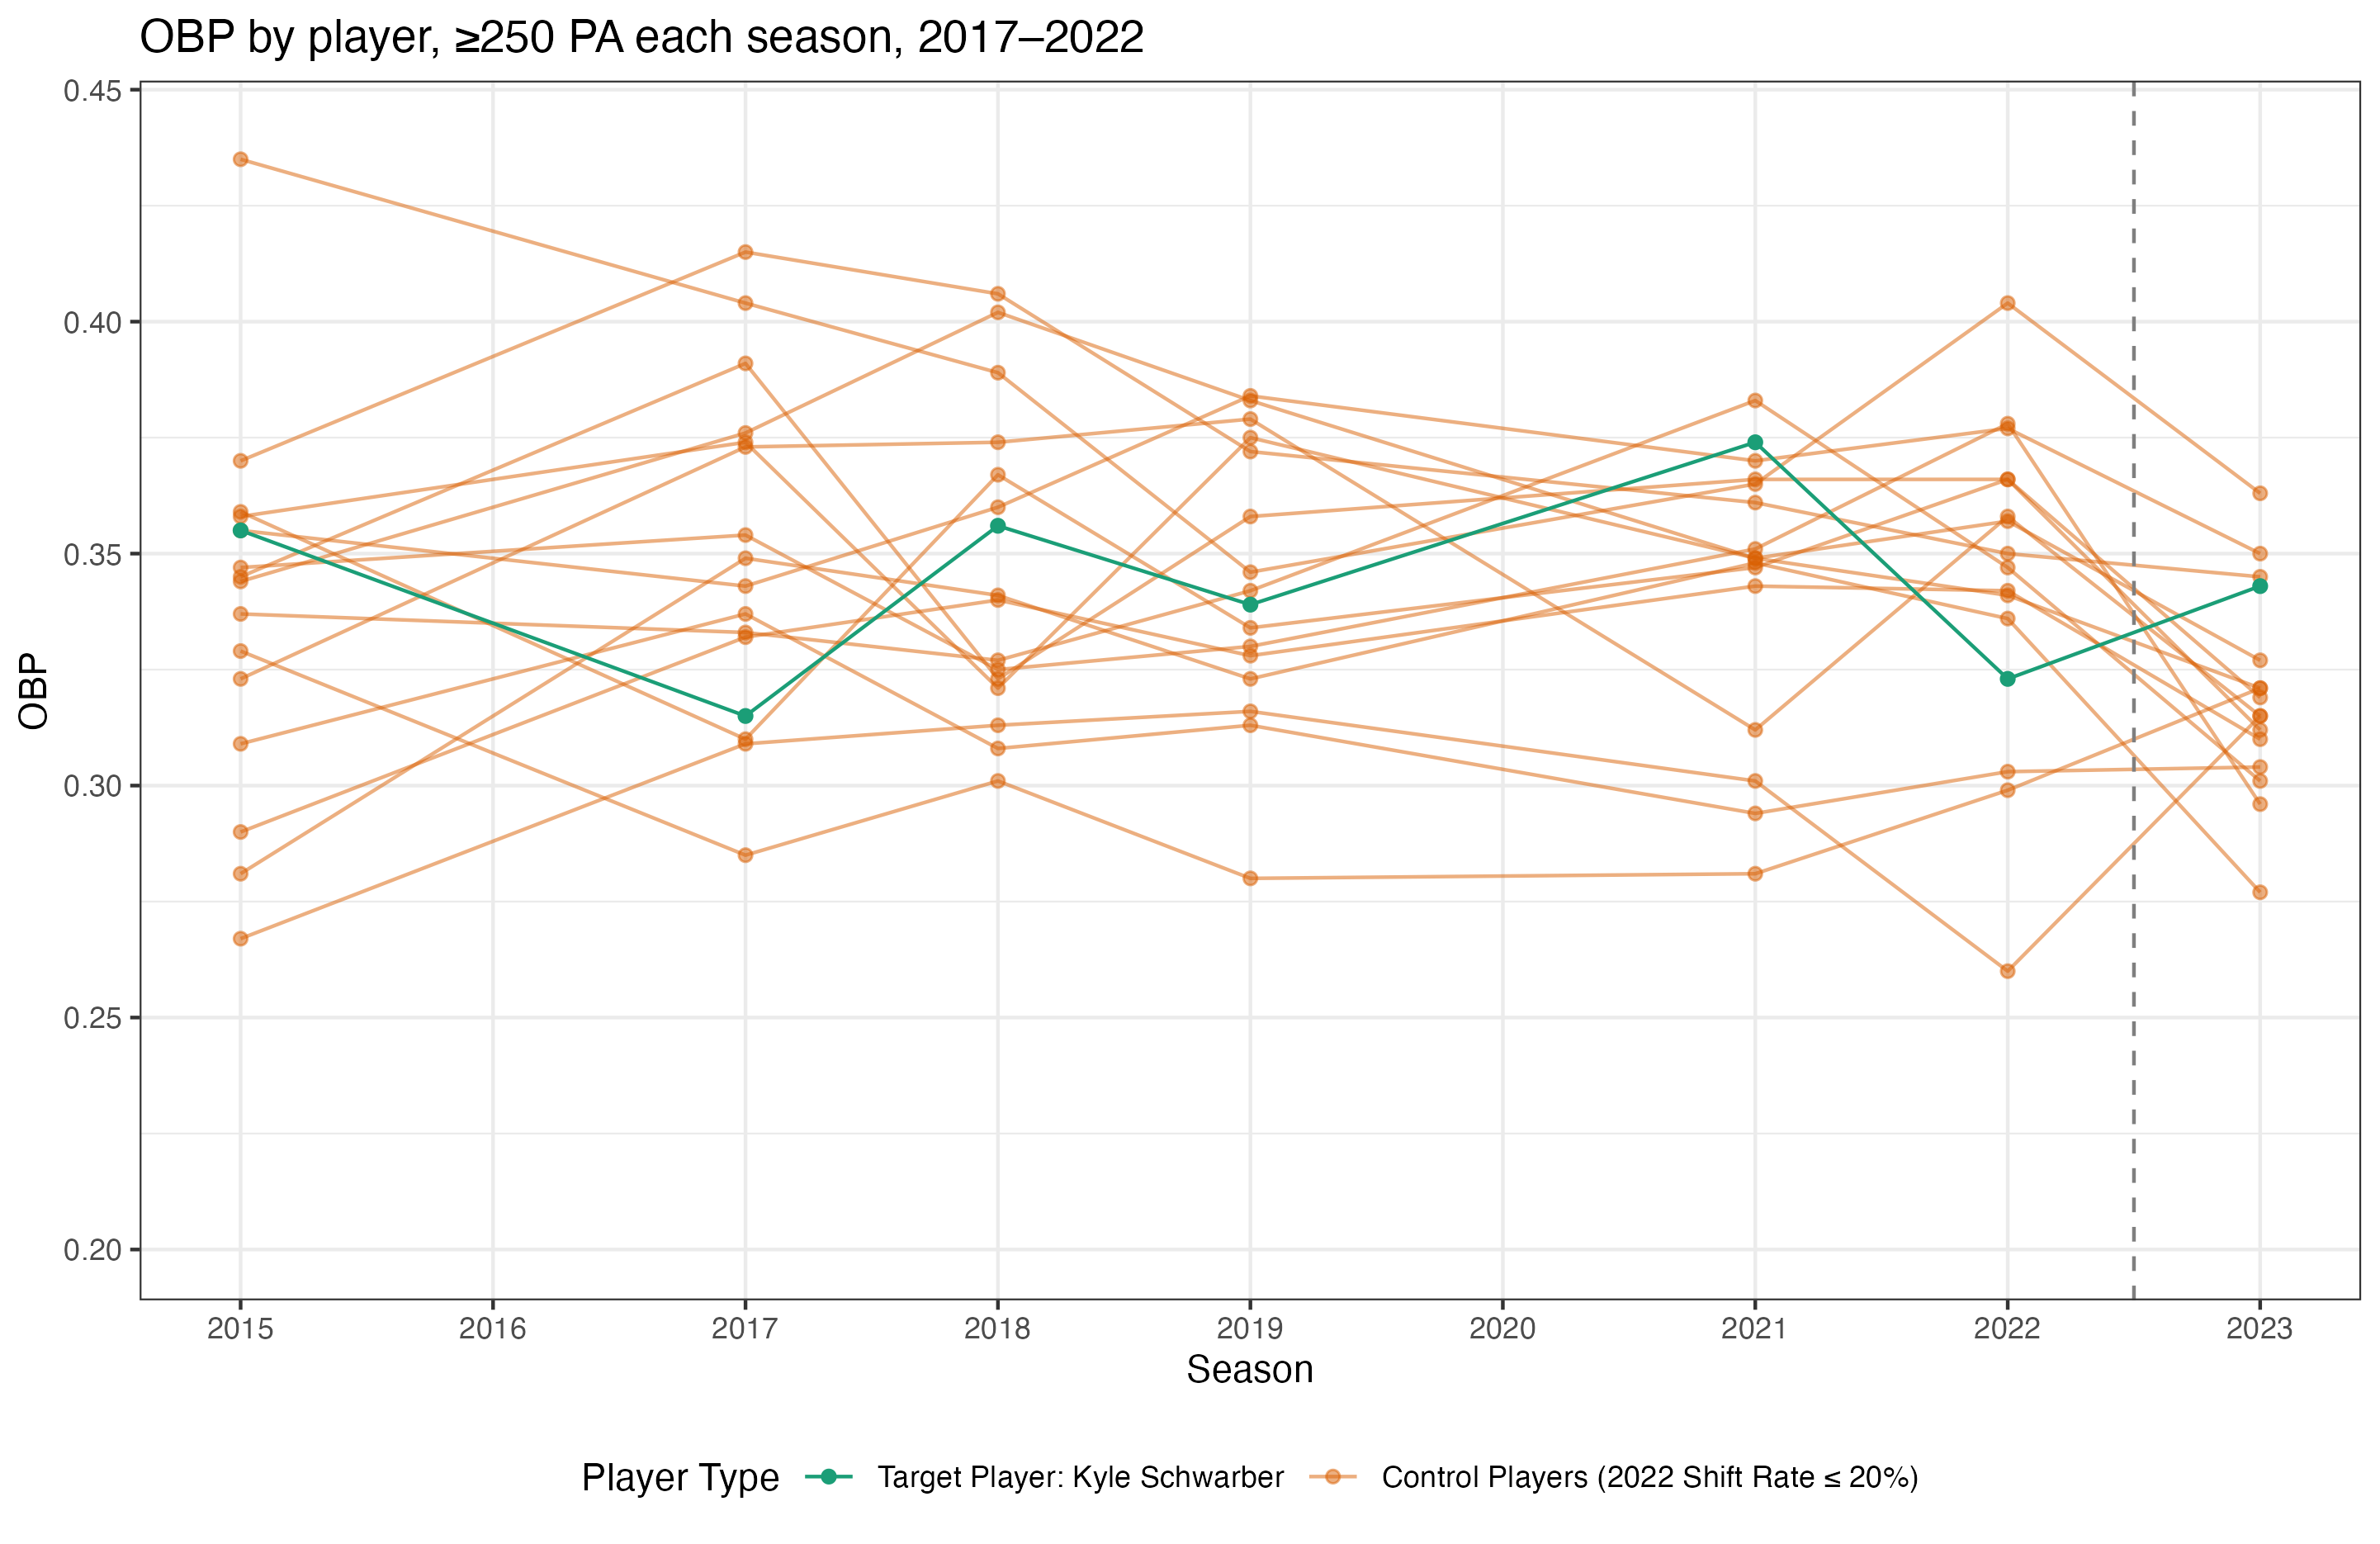 OBP by player, ≥250 PA each season, 2017–2022
OBP
0.45
0.40
0.35
0.30
0.25
0.20
2015 2016 2017 2018 2019 2020 2021 2022 2023
Season
Player Type Target Player: Kyle Schwarber Control Players (2022 Shift Rate ≤ 20%)